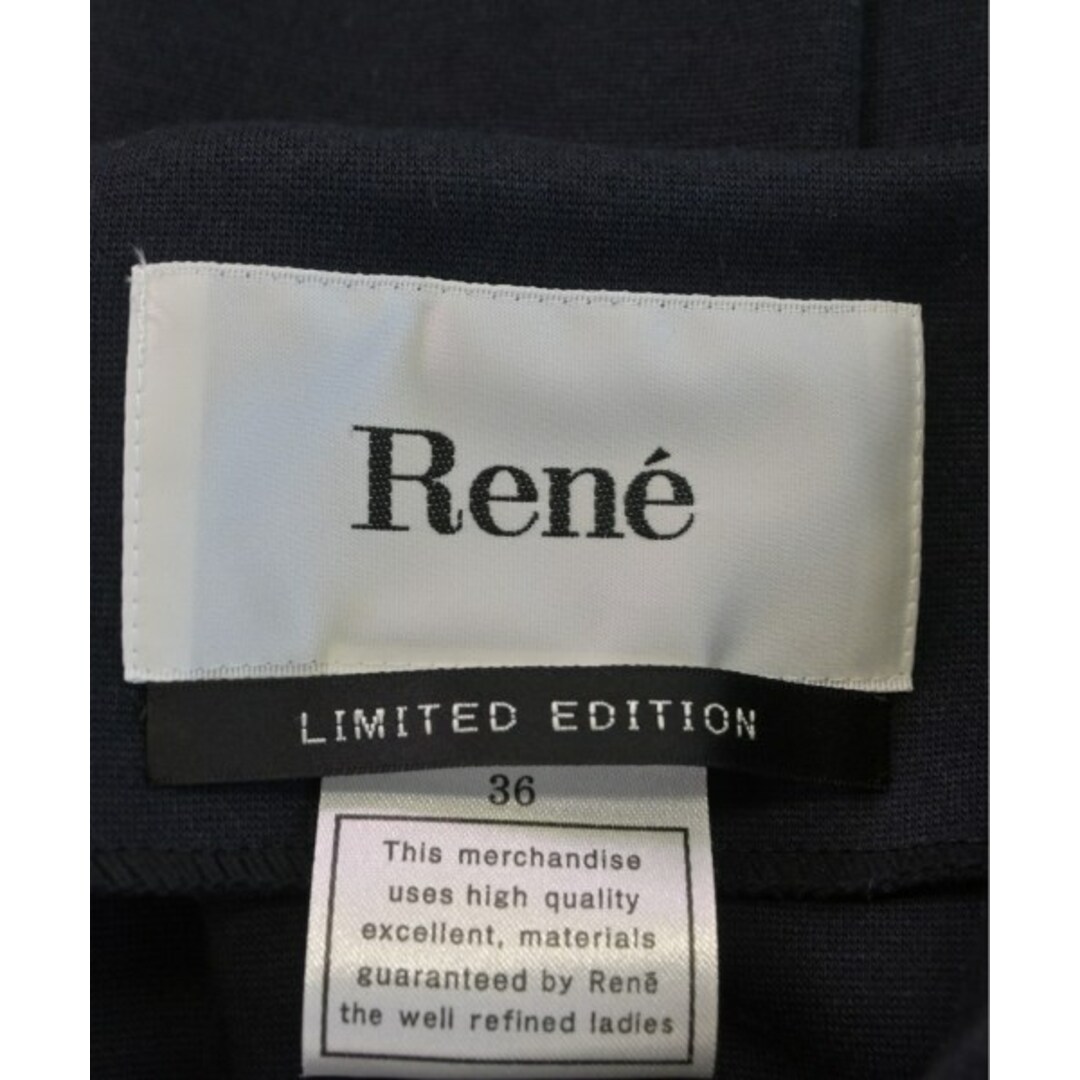 René
LIMITED EDITION
36
This merchandise
uses high quality
excellent, materials
guaranteed by Renē
the well refined ladies